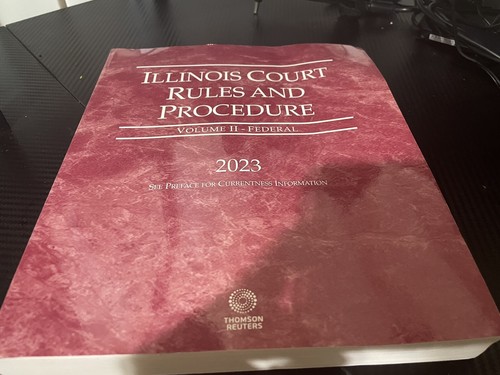 ILLINOIS COURT
RULES AND
PROCEDURE
VOLUME II - FEDERAL
2023
SEE PREFACE FOR CURRENTNESS INFORMATION
THOMSON
REUTERS